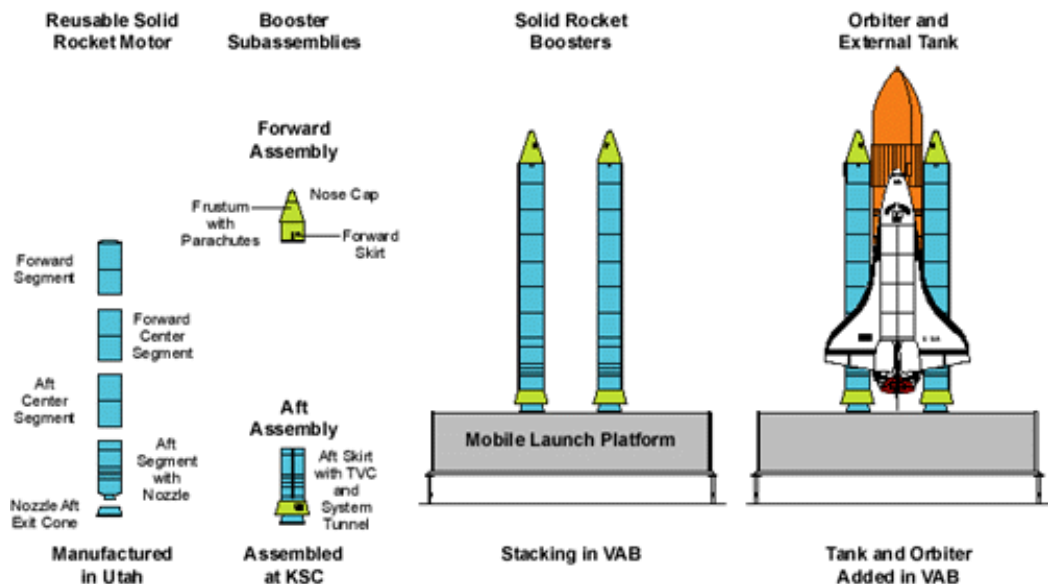 Reusable Solid
Rocket Motor
Booster
Subassemblies
Solid Rocket
Boosters
Orbiter and
External Tank
Forward
Assembly
Nose Cap
Frustum
with
Parachutes
Forward
Skirt
Forward
Segment
Forward
Center
Segment
Aft
Center
Segment
Aft
Segment
with
Nozzle
Nozzle Aft
Exit Cone
Aft
Assembly
Aft Skirt
with TVC
and
System
Tunnel
Mobile Launch Platform
Manufactured
in Utah
Assembled
at KSC
Stacking in VAB
Tank and Orbiter
Added in VAB